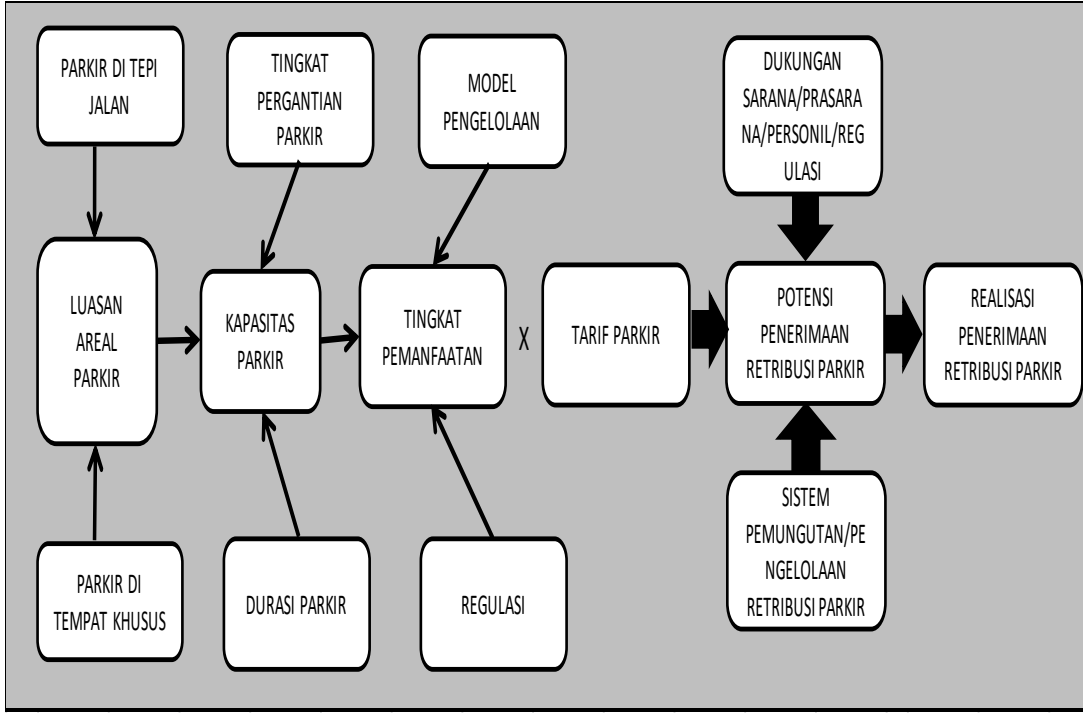 PARKIR DI TEPI
JALAN
TINGKAT
PERGANTIAN
PARKIR
MODEL
PENGELOLAAN
DUKUNGAN
SARANA/PRASARA
NA/PERSONIL/REG
ULASI
LUASAN
AREAL
PARKIR
KAPASITAS
PARKIR
TINGKAT
PEMANFAATAN
X
TARIF PARKIR
POTENSI
PENERIMAAN
RETRIBUSI PARKIR
REALISASI
PENERIMAAN
RETRIBUSI PARKIR
PARKIR DI
TEMPAT KHUSUS
DURASI PARKIR
REGULASI
SISTEM
PEMUNGUTAN/PE
NGELOLAAN
RETRIBUSI PARKIR